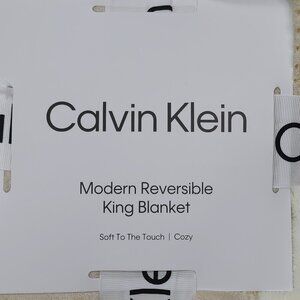 Calvin Klein
Modern Reversible
King Blanket
Soft To The Touch | Cozy